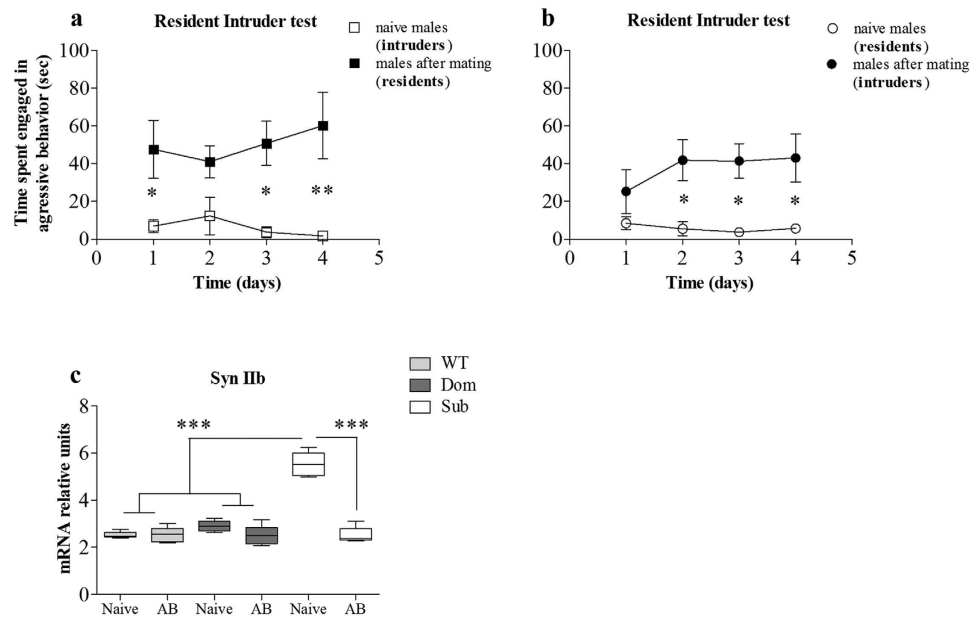 a
Resident Intruder test
naive males
(intruders)
males after mating
(residents)
Time spent engaged in
agressive behavior (sec)
100
80
60
40
20
0
*
*
**
0
1
2
3
4
5
Time (days)
b
Resident Intruder test
naive males
(residents)
males after mating
(intruders)
100
80
60
40
20
0
*
*
*
0
1
2
3
4
5
Time (days)
c
Syn IIb
WT
Dom
Sub
mRNA relative units
8
6
4
2
0
***
***
Naive
AB
Naive
AB
Naive
AB